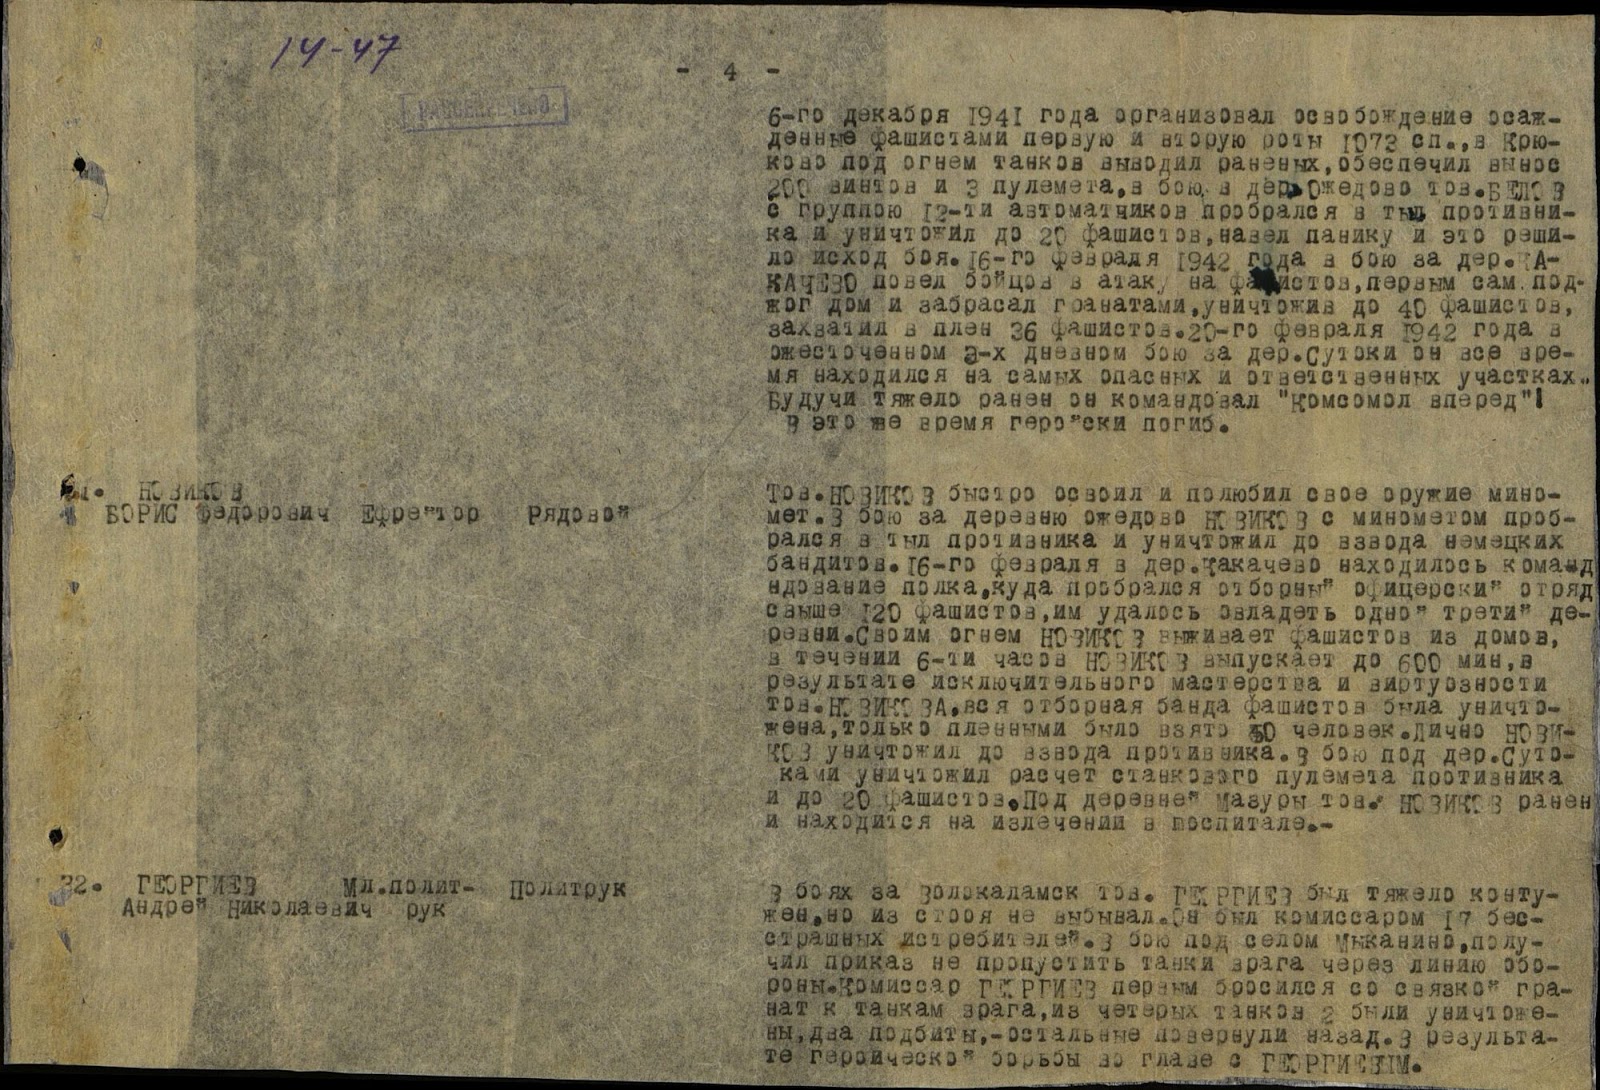 14-47
- 4 -
РАССЕКРЕЧЕНО
6-го декабря 1941 года организовал освобождение осаж-
денные фашистами первую и вторую роты 1073 сп.,в Крю-
ково под огнем танков выводил раненых,обеспечил вынос
200 винтов и 3 пулемета,в бою в дер. Ожедово тов.БЕЛОВ
с группою 12-ти автоматчиков пробрался в тыл противни-
ка и уничтожил до 20 фашистов,навел панику и это реши-
ло исход боя.16-го февраля 1942 года в бою за дер.
КАЧЕВО повел бойцов в атаку на фашистов,первым сам под-
жог дом и забрасал гранатами,уничтожив до 40 фашистов,
захватил в плен 36 фашистов.20-го февраля 1942 года в
ожесточенном 3-х дневном бою за дер.Сутоки он все вре-
мя находился на самых опасных и ответственных участках..
Будучи тяжело ранен он командовал "Комсомол вперед"!
В это же время геройски погиб.
НОВИКОВ
БОРИС Федорович Ефрейтор Рядовой
Тов.НОВИКОВ быстро освоил и полюбил свое оружие мино-
мет.В бою за деревню ожедово НОВИКОВ с минометом проб-
рался в тыл противника и уничтожил до взвода немецких
бандитов.16-го февраля в дер. находилось команд
ндование полка,куда пробрался отборный офицерский отряд
свыше 120 фашистов,им удалось овладеть одной третий де-
ревни.Своим огнем НОВИКОВ выживает фашистов из домов,
в течении 6-ти часов НОВИКОВ выпускает до 600 мин,в
результате исключительного мастерства и виртуозности
тов.НОВИКОВА,вся отборная банда фашистов была уничто-
жена,только пленными было взято человек.Лично НОВИ-
КОВ уничтожил до взвода противника.В бою под дер.Суто-
ками уничтожил расчет станкового пулемета противника
и до 20 фашистов.Под деревней Мазуры тов. НОВИКОВ ранен
и находится на излечении в госпитале.-
32. ГЕОРГИЕВ Мл.полит- Политрук
Андрей Николаевич рук
В боях за Волокаламск тов. ГЕОРГИЕВ был тяжело конту-
жен,но из строя не выбывал.Он был комиссаром 17 бес-
страшных истребителей.В бою под селом Мыканино,полу-
чил приказ не пропустить танки врага через линию обо-
роны.Комиссар ГЕОРГИЕВ первым бросился со связкой гра-
нат к танкам врага,из четерых танков 2 были уничтоже-
ны,два подбиты,-остальные повернули назад.В результа-
те героической борьбы во главе с ГЕОРГИЕВЫМ.